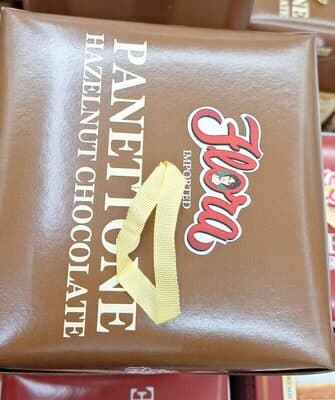 Flora
IMPORTED
PANETTONE
HAZELNUT CHOCOLATE